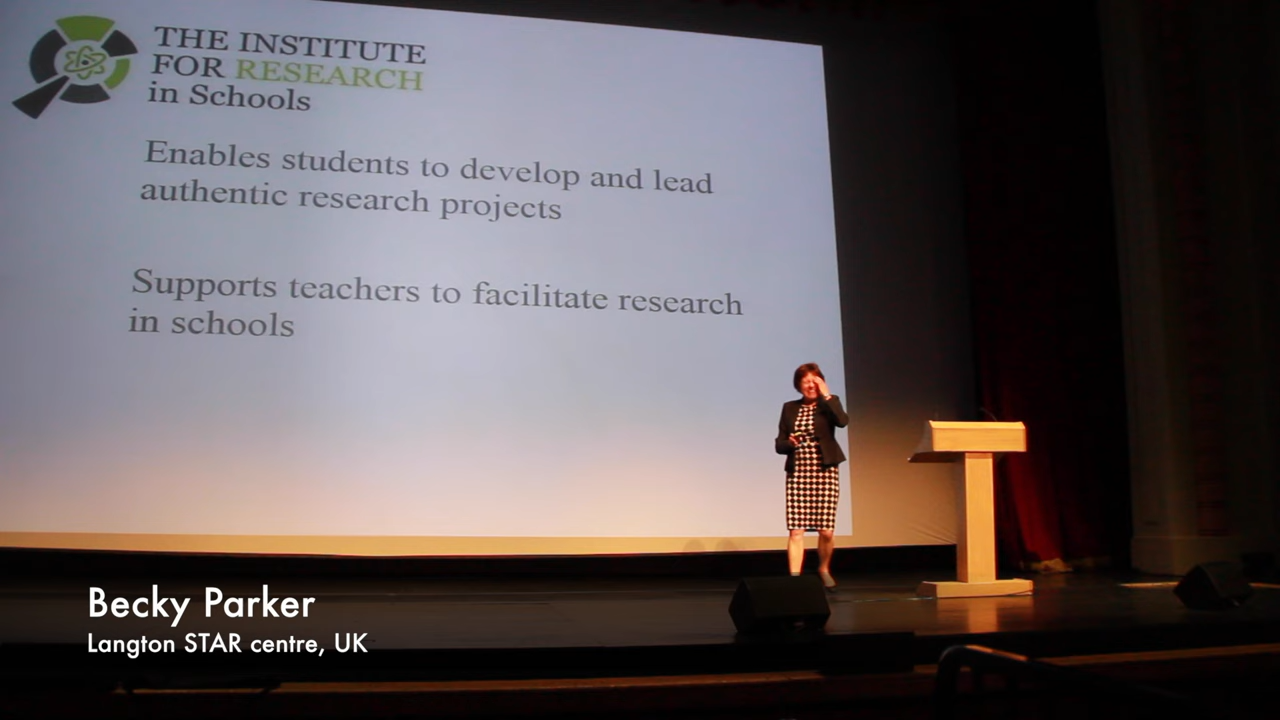 THE INSTITUTE
FOR RESEARCH
in Schools
Enables students to develop and lead
authentic research projects
Supports teachers to facilitate research
in schools
Becky Parker
Langton STAR centre, UK